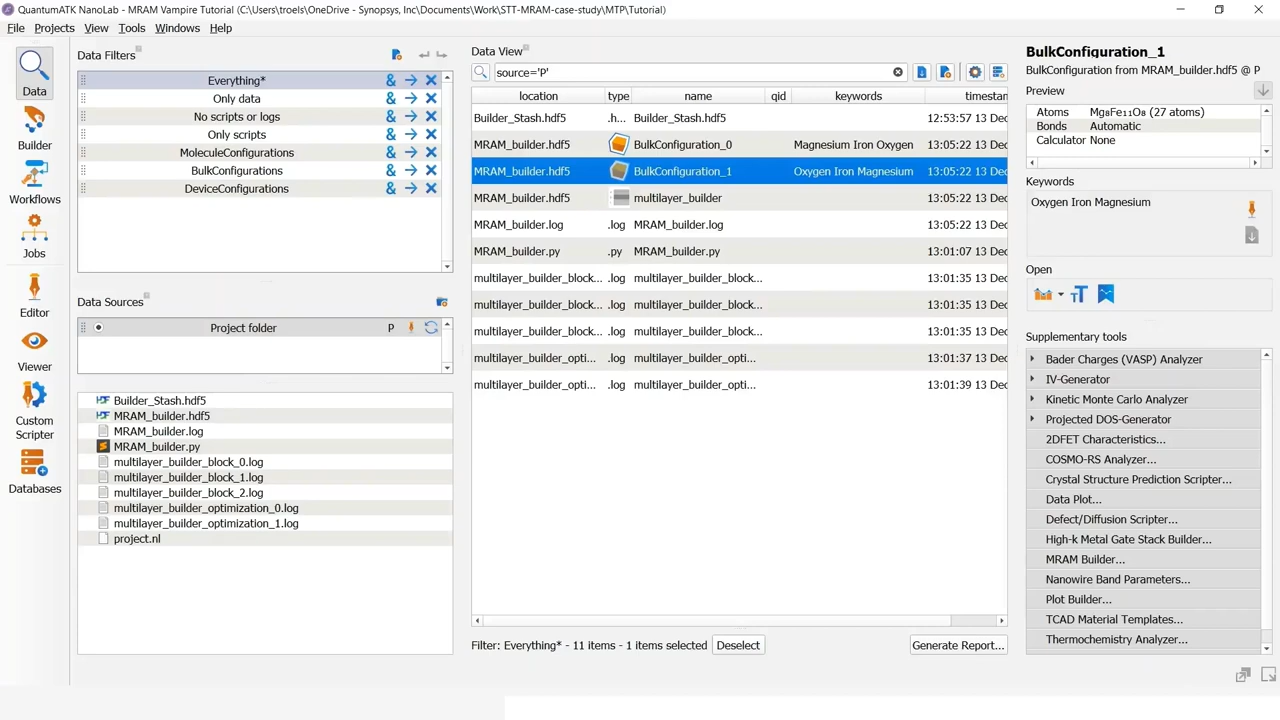 QuantumATK NanoLab - MRAM Vampire Tutorial (C:\Users\troels\OneDrive - Synopsys, Inc\Documents\Work\STT-MRAM-case-study\MTP\Tutorial)
File Projects View Tools Windows Help
Data
Builder
Workflows
Jobs
Editor
Viewer
Custom
Scripter
Databases
Data Filters
Everything*
Only data
No scripts or logs
Only scripts
MoleculeConfigurations
BulkConfigurations
DeviceConfigurations
Data Sources
Project folder P
Builder_Stash.hdf5
MRAM_builder.hdf5
MRAM_builder.log
MRAM_builder.py
multilayer_builder_block_0.log
multilayer_builder_block_1.log
multilayer_builder_block_2.log
multilayer_builder_optimization_0.log
multilayer_builder_optimization_1.log
project.nl
Data View
source='P'
location type name qid keywords timestan
Builder_Stash.hdf5 .h... Builder_Stash.hdf5 12:53:57 13 Dec
MRAM_builder.hdf5 BulkConfiguration_0 Magnesium Iron Oxygen 13:05:22 13 Dec
MRAM_builder.hdf5 BulkConfiguration_1 Oxygen Iron Magnesium 13:05:22 13 Dec
MRAM_builder.hdf5 multilayer_builder 13:05:22 13 Dec
MRAM_builder.log .log MRAM_builder.log 13:05:22 13 Dec
MRAM_builder.py .py MRAM_builder.py 13:01:07 13 Dec
multilayer_builder_block... .log multilayer_builder_block... 13:01:35 13 Dec
multilayer_builder_block... .log multilayer_builder_block... 13:01:35 13 Dec
multilayer_builder_block... .log multilayer_builder_block... 13:01:35 13 Dec
multilayer_builder_opti... .log multilayer_builder_opti... 13:01:37 13 Dec
multilayer_builder_opti... .log multilayer_builder_opti... 13:01:39 13 Dec
Filter: Everything* - 11 items - 1 items selected Deselect Generate Report...
BulkConfiguration_1
BulkConfiguration from MRAM_builder.hdf5 @ P
Preview
Atoms Mg₈Fe₁₁O₈ (27 atoms)
Bonds Automatic
Calculator None
Keywords
Oxygen Iron Magnesium
Open
Supplementary tools
Bader Charges (VASP) Analyzer
IV-Generator
Kinetic Monte Carlo Analyzer
Projected DOS-Generator
2DFET Characteristics...
COSMO-RS Analyzer...
Crystal Structure Prediction Scripter...
Data Plot...
Defect/Diffusion Scripter...
High-k Metal Gate Stack Builder...
MRAM Builder...
Nanowire Band Parameters...
Plot Builder...
TCAD Material Templates...
Thermochemistry Analyzer...